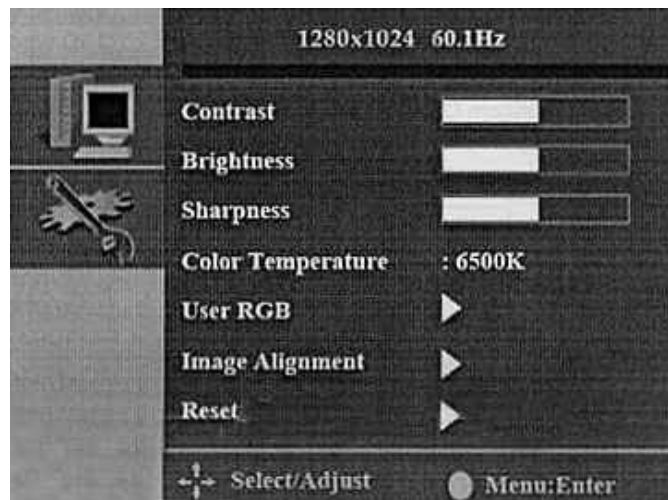 1280x1024 60.1Hz
Contrast
Brightness
Sharpness
Color Temperature : 6500K
User RGB
Image Alignment
Reset
Select/Adjust Menu:Enter